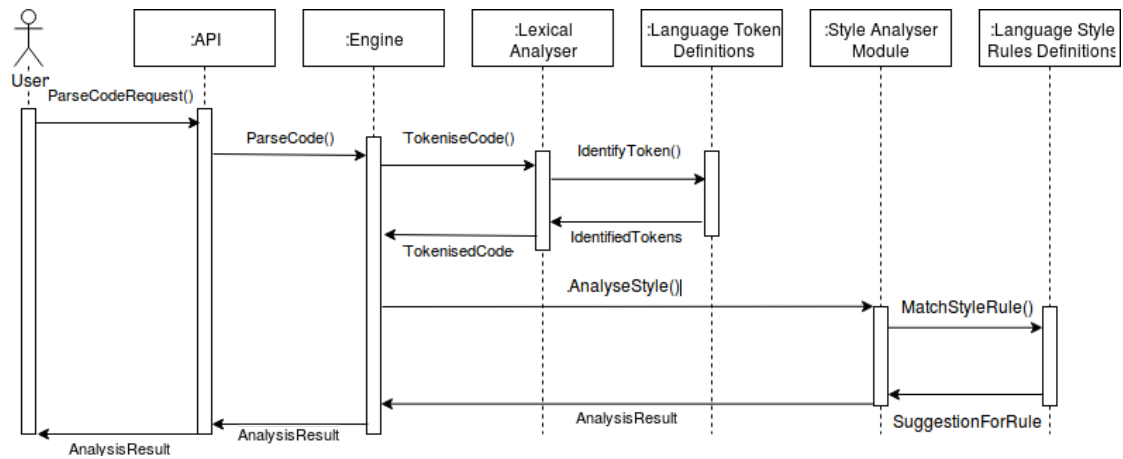 :API
:Engine
:Lexical
Analyser
:Language Token
Definitions
:Style Analyser
Module
:Language Style
Rules Definitions
User
ParseCodeRequest()
ParseCode()
TokeniseCode()
IdentifyToken()
IdentifiedTokens
TokenisedCode
AnalyseStyle()
MatchStyleRule()
SuggestionForRule
AnalysisResult
AnalysisResult
AnalysisResult